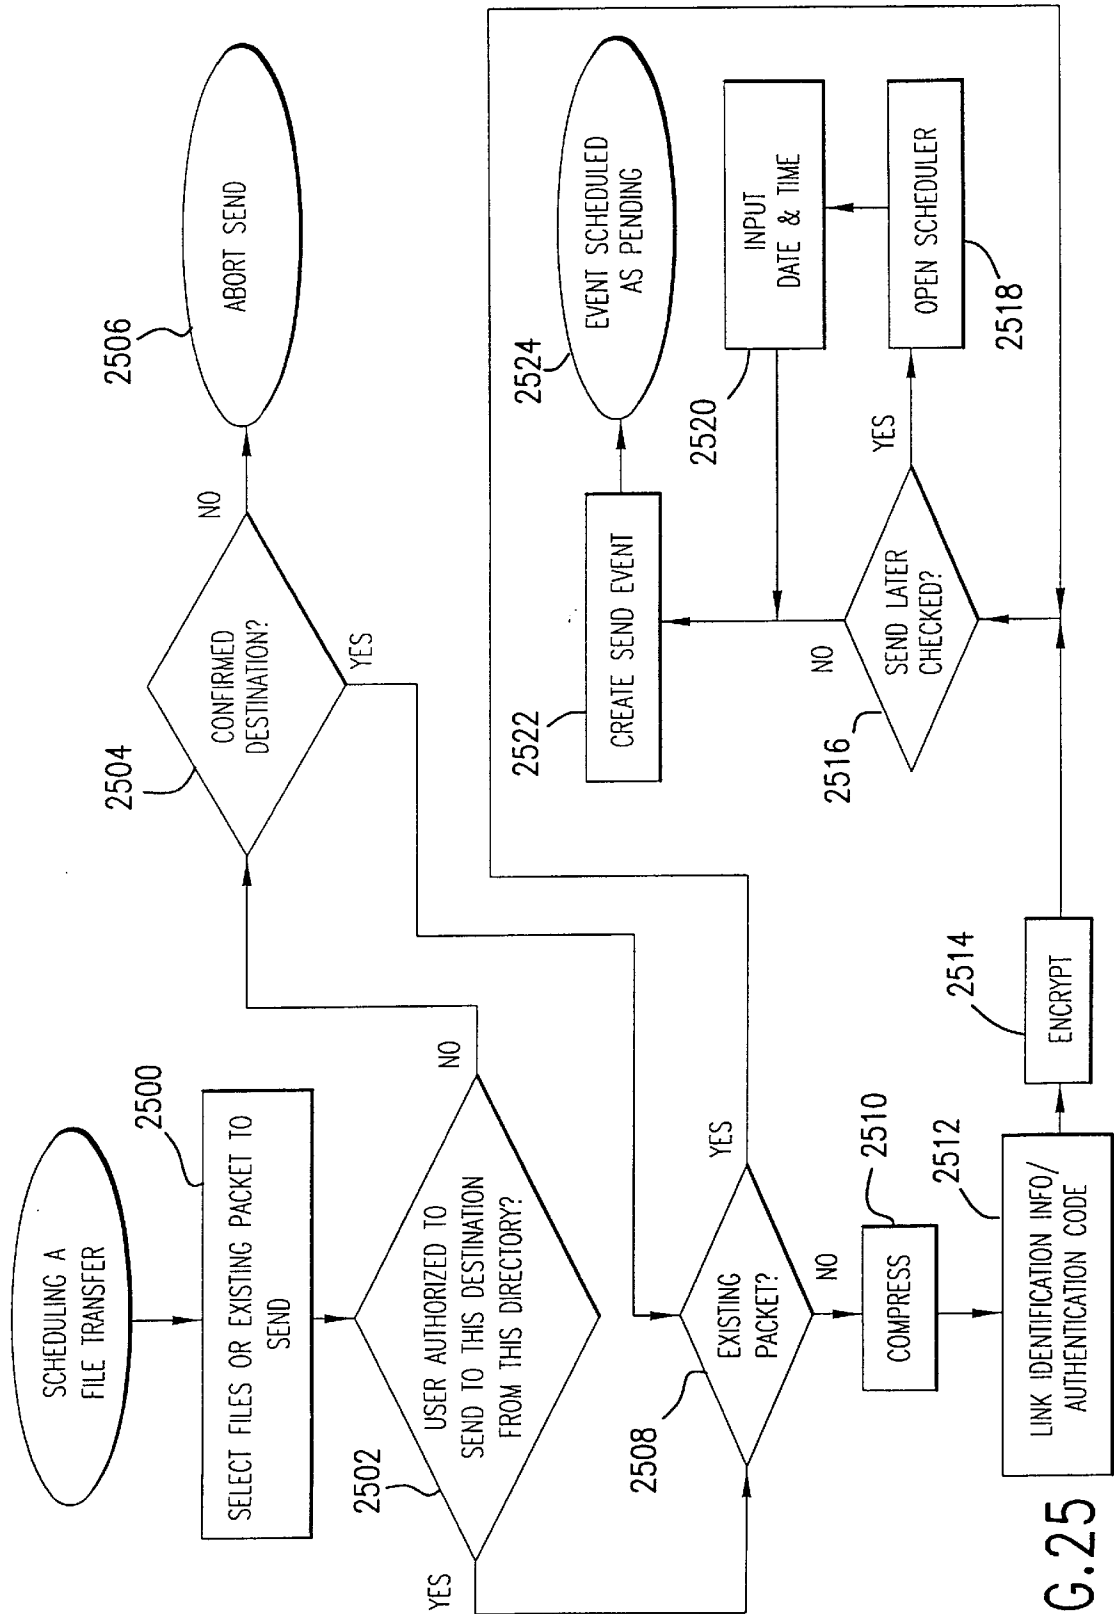 SCHEDULING A
FILE TRANSFER
2500
SELECT FILES OR EXISTING PACKET TO
SEND
2502
USER AUTHORIZED TO
SEND TO THIS DESTINATION
FROM THIS DIRECTORY?
YES
NO
2504
CONFIRMED
DESTINATION?
NO
YES
2506
ABORT SEND
2508
EXISTING
PACKET?
YES
NO
2510
COMPRESS
2512
LINK IDENTIFICATION INFO/
AUTHENTICATION CODE
2514
ENCRYPT
2516
SEND LATER
CHECKED?
NO
YES
2518
OPEN SCHEDULER
2520
INPUT
DATE & TIME
2522
CREATE SEND EVENT
2524
EVENT SCHEDULED
AS PENDING
G.25